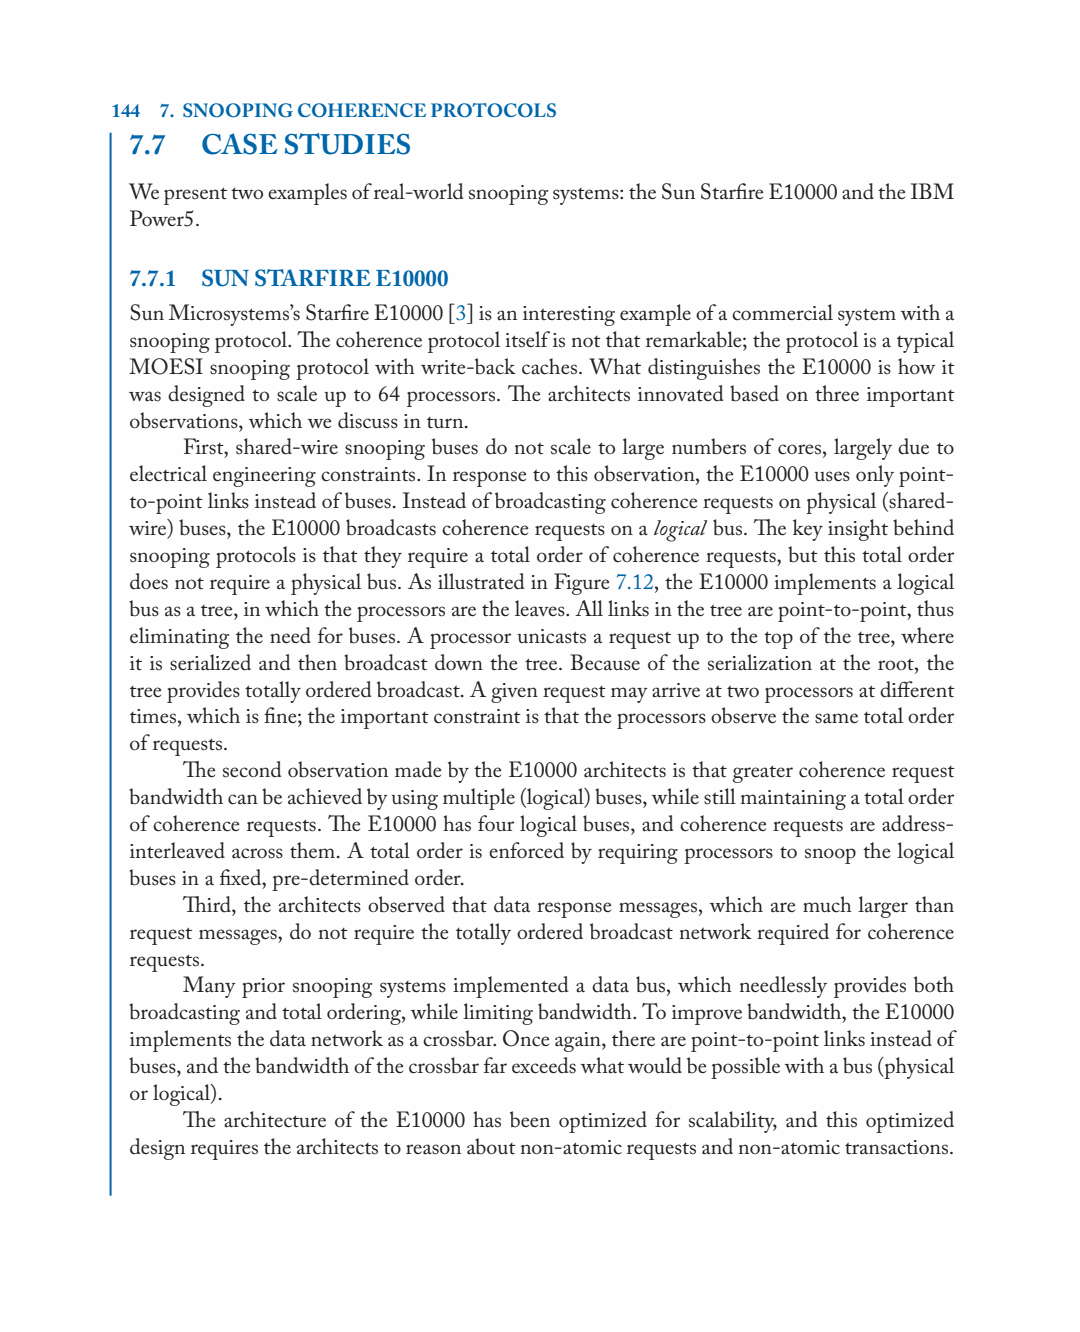 144 7. SNOOPING COHERENCE PROTOCOLS
7.7 CASE STUDIES
We present two examples of real-world snooping systems: the Sun Starfire E10000 and the IBM
Power5.
7.7.1 SUN STARFIRE E10000
Sun Microsystems’s Starfire E10000 [3] is an interesting example of a commercial system with a
snooping protocol. The coherence protocol itself is not that remarkable; the protocol is a typical
MOESI snooping protocol with write-back caches. What distinguishes the E10000 is how it
was designed to scale up to 64 processors. The architects innovated based on three important
observations, which we discuss in turn.
First, shared-wire snooping buses do not scale to large numbers of cores, largely due to
electrical engineering constraints. In response to this observation, the E10000 uses only point-
to-point links instead of buses. Instead of broadcasting coherence requests on physical (shared-
wire) buses, the E10000 broadcasts coherence requests on a logical bus. The key insight behind
snooping protocols is that they require a total order of coherence requests, but this total order
does not require a physical bus. As illustrated in Figure 7.12, the E10000 implements a logical
bus as a tree, in which the processors are the leaves. All links in the tree are point-to-point, thus
eliminating the need for buses. A processor unicasts a request up to the top of the tree, where
it is serialized and then broadcast down the tree. Because of the serialization at the root, the
tree provides totally ordered broadcast. A given request may arrive at two processors at different
times, which is fine; the important constraint is that the processors observe the same total order
of requests.
The second observation made by the E10000 architects is that greater coherence request
bandwidth can be achieved by using multiple (logical) buses, while still maintaining a total order
of coherence requests. The E10000 has four logical buses, and coherence requests are address-
interleaved across them. A total order is enforced by requiring processors to snoop the logical
buses in a fixed, pre-determined order.
Third, the architects observed that data response messages, which are much larger than
request messages, do not require the totally ordered broadcast network required for coherence
requests.
Many prior snooping systems implemented a data bus, which needlessly provides both
broadcasting and total ordering, while limiting bandwidth. To improve bandwidth, the E10000
implements the data network as a crossbar. Once again, there are point-to-point links instead of
buses, and the bandwidth of the crossbar far exceeds what would be possible with a bus (physical
or logical).
The architecture of the E10000 has been optimized for scalability, and this optimized
design requires the architects to reason about non-atomic requests and non-atomic transactions.